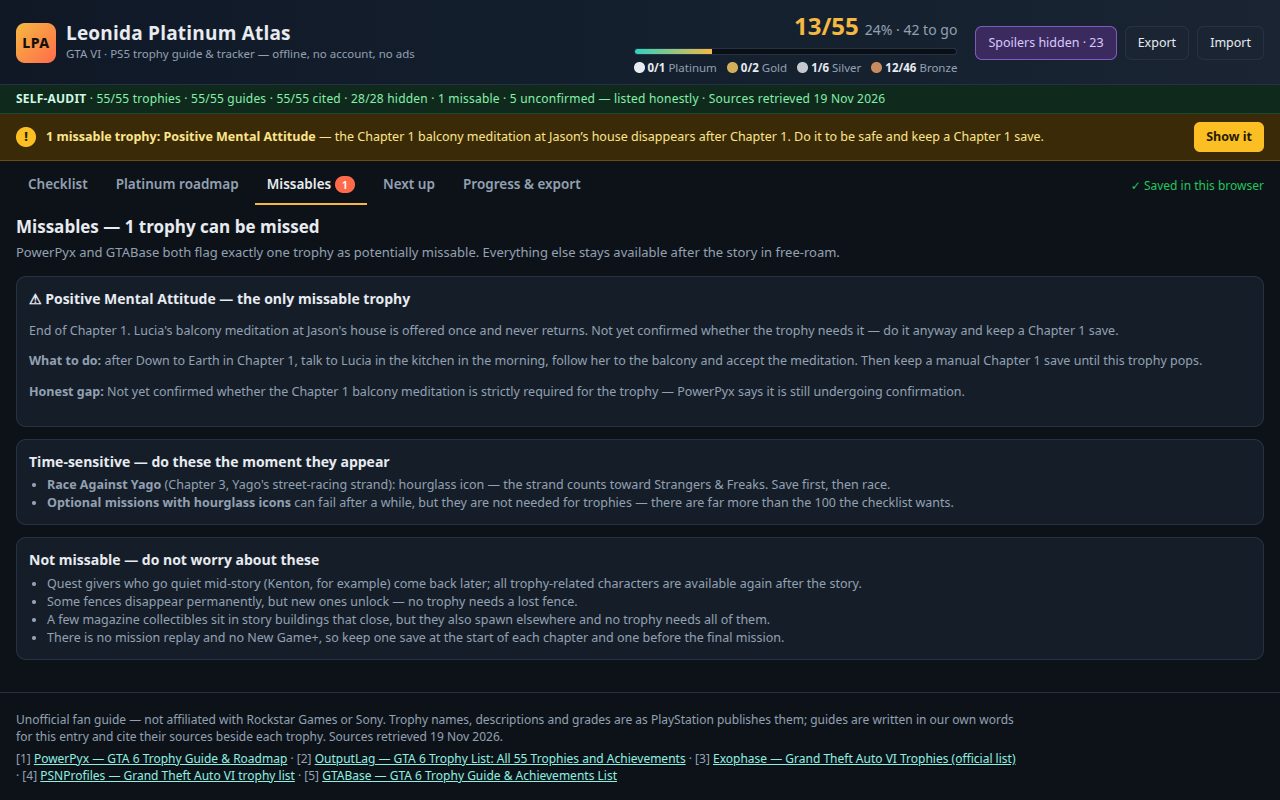 LPA
Leonida Platinum Atlas
GTA VI · PS5 trophy guide & tracker — offline, no account, no ads
13/55 24% · 42 to go
0/1 Platinum 0/2 Gold 1/6 Silver 12/46 Bronze
Spoilers hidden · 23
Export
Import
SELF-AUDIT · 55/55 trophies · 55/55 guides · 55/55 cited · 28/28 hidden · 1 missable · 5 unconfirmed — listed honestly · Sources retrieved 19 Nov 2026
! 1 missable trophy: Positive Mental Attitude — the Chapter 1 balcony meditation at Jason’s house disappears after Chapter 1. Do it to be safe and keep a Chapter 1 save.
Show it
Checklist Platinum roadmap Missables 1 Next up Progress & export
✓ Saved in this browser
Missables — 1 trophy can be missed
PowerPyx and GTABase both flag exactly one trophy as potentially missable. Everything else stays available after the story in free-roam.
⚠ Positive Mental Attitude — the only missable trophy
End of Chapter 1. Lucia's balcony meditation at Jason's house is offered once and never returns. Not yet confirmed whether the trophy needs it — do it anyway and keep a Chapter 1 save.
What to do: after Down to Earth in Chapter 1, talk to Lucia in the kitchen in the morning, follow her to the balcony and accept the meditation. Then keep a manual Chapter 1 save until this trophy pops.
Honest gap: Not yet confirmed whether the Chapter 1 balcony meditation is strictly required for the trophy — PowerPyx says it is still undergoing confirmation.
Time-sensitive — do these the moment they appear
• Race Against Yago (Chapter 3, Yago's street-racing strand): hourglass icon — the strand counts toward Strangers & Freaks. Save first, then race.
• Optional missions with hourglass icons can fail after a while, but they are not needed for trophies — there are far more than the 100 the checklist wants.
Not missable — do not worry about these
• Quest givers who go quiet mid-story (Kenton, for example) come back later; all trophy-related characters are available again after the story.
• Some fences disappear permanently, but new ones unlock — no trophy needs a lost fence.
• A few magazine collectibles sit in story buildings that close, but they also spawn elsewhere and no trophy needs all of them.
• There is no mission replay and no New Game+, so keep one save at the start of each chapter and one before the final mission.
Unofficial fan guide — not affiliated with Rockstar Games or Sony. Trophy names, descriptions and grades are as PlayStation publishes them; guides are written in our own words
for this entry and cite their sources beside each trophy. Sources retrieved 19 Nov 2026.
[1] PowerPyx — GTA 6 Trophy Guide & Roadmap · [2] OutputLag — GTA 6 Trophy List: All 55 Trophies and Achievements · [3] Exophase — Grand Theft Auto VI Trophies (official list)
· [4] PSNProfiles — Grand Theft Auto VI trophy list · [5] GTABase — GTA 6 Trophy Guide & Achievements List